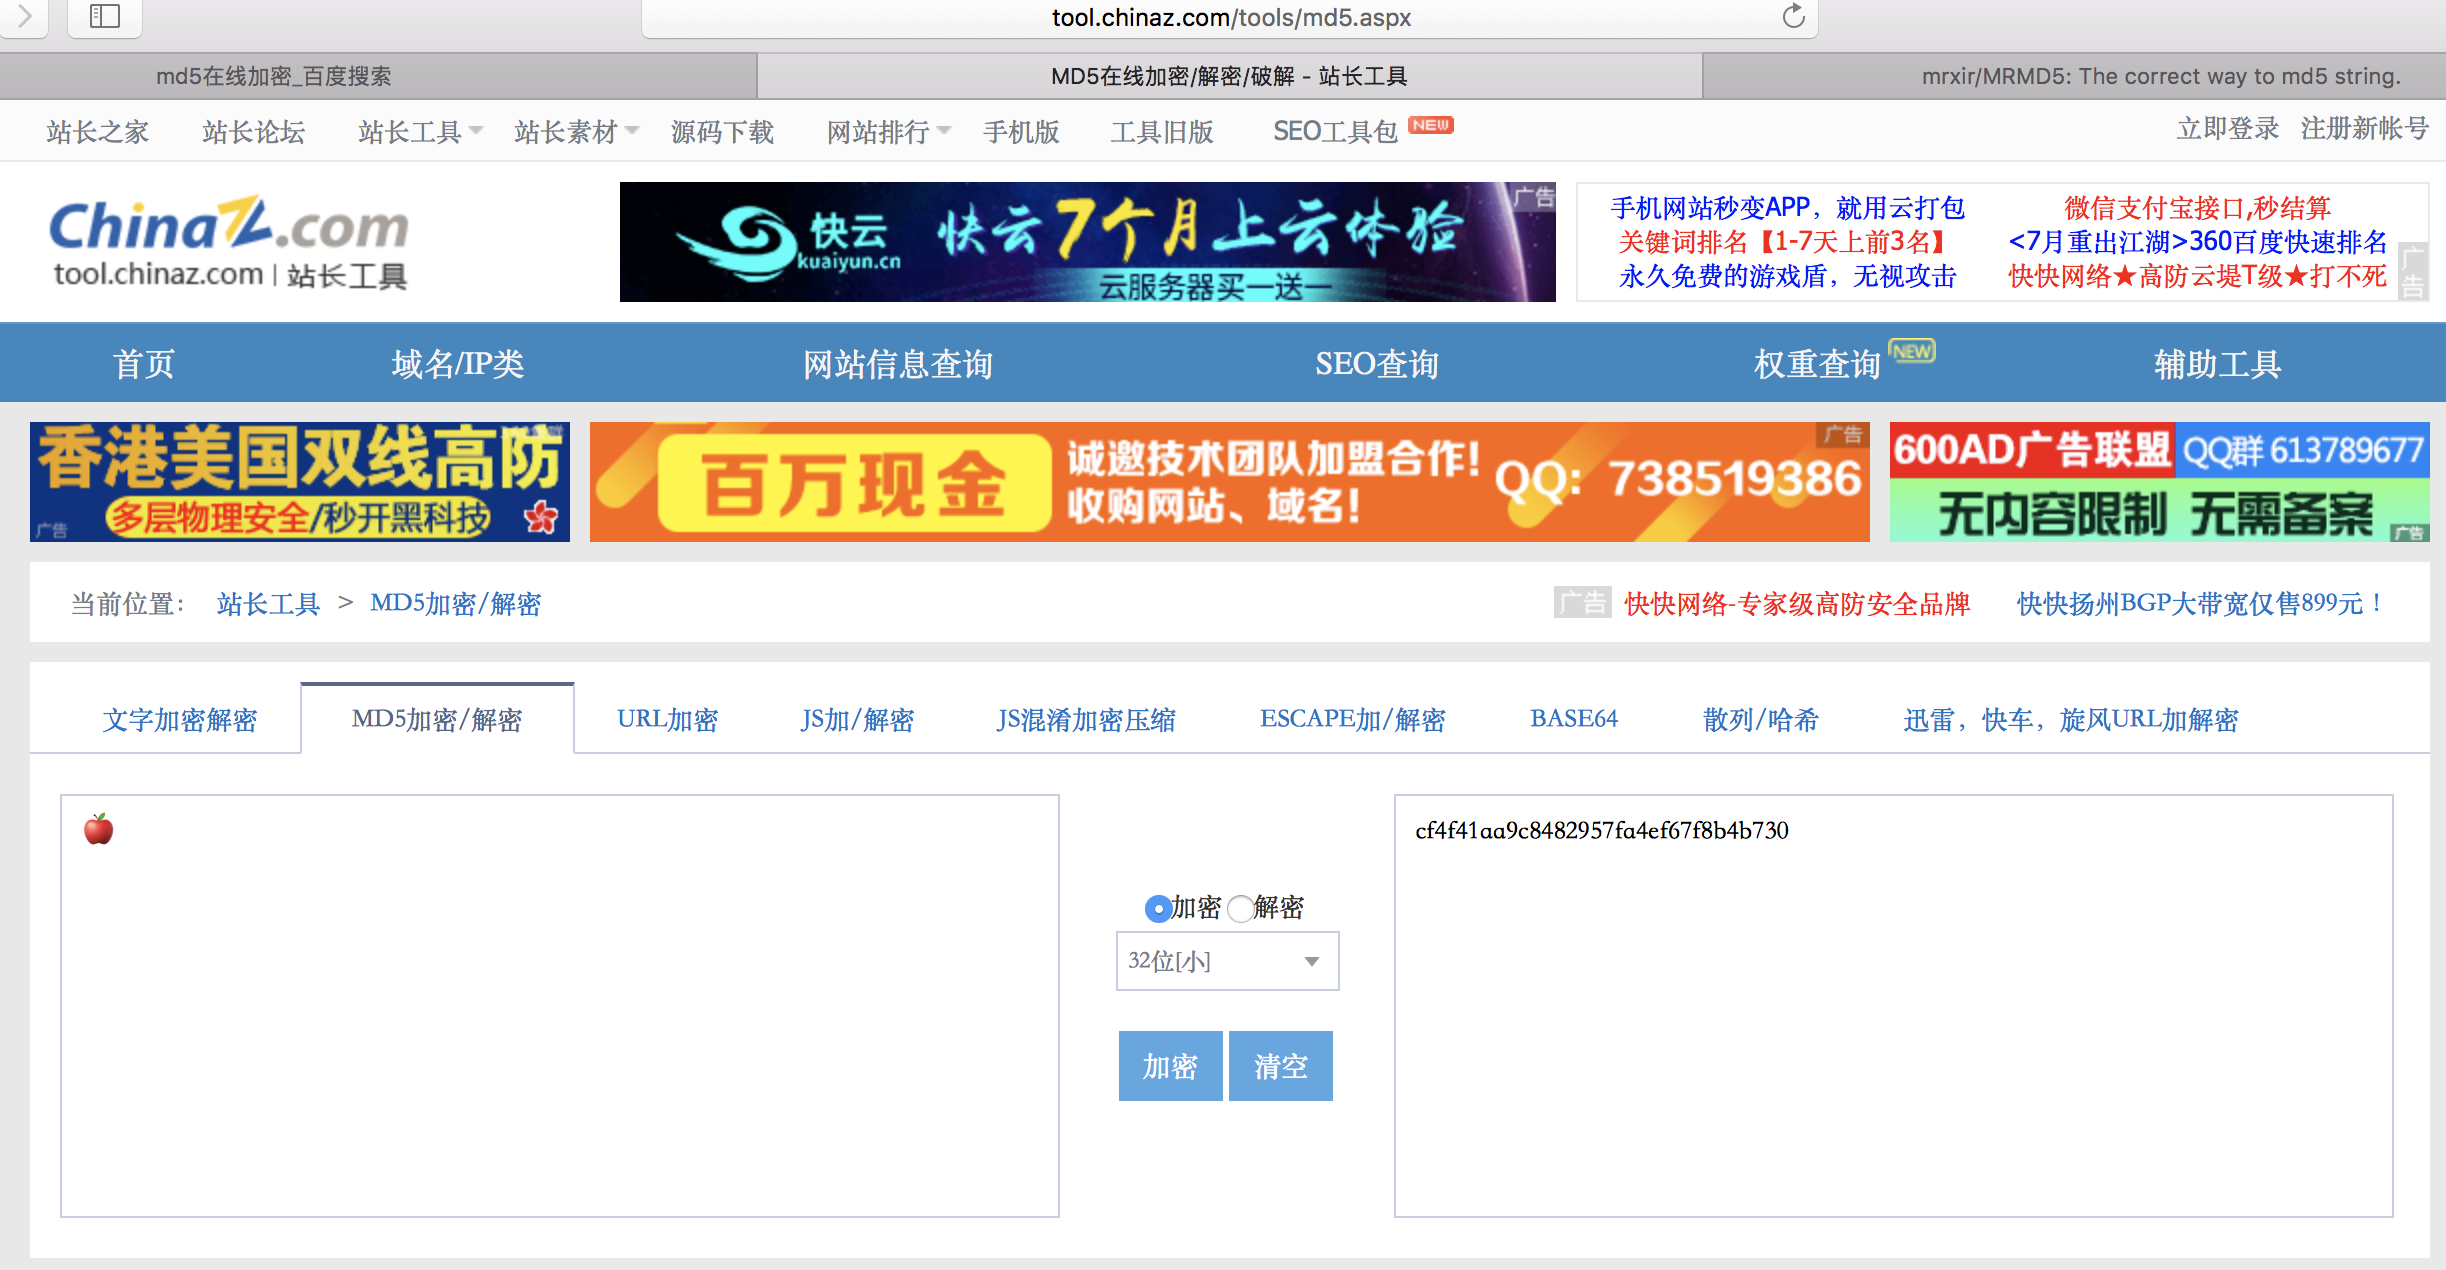 tool.chinaz.com/tools/md5.aspx
md5在线加密_百度搜索
MD5在线加密/解密/破解 - 站长工具
mrxir/MRMD5: The correct way to md5 string.
站长之家 站长论坛 站长工具 站长素材 源码下载 网站排行 手机版 工具旧版 SEO工具包 NEW 立即登录 注册新帐号
ChinaZ.com
tool.chinaz.com | 站长工具
快云
kuaiyun.cn
快云7个月上云体验
云服务器买一送一
广告
手机网站秒变APP，就用云打包 微信支付宝接口,秒结算
关键词排名【1-7天上前3名】 <7月重出江湖>360百度快速排名
永久免费的游戏盾，无视攻击 快快网络★高防云堤T级★打不死
广告
首页 域名/IP类 网站信息查询 SEO查询 权重查询 NEW 辅助工具
香港美国双线高防
多层物理安全/秒开黑科技
广告
百万现金
诚邀技术团队加盟合作!
收购网站、域名!
QQ: 738519386
广告
600AD广告联盟 QQ群 613789677
无内容限制 无需备案
广告
当前位置： 站长工具 > MD5加密/解密
广告 快快网络-专家级高防安全品牌 快快扬州BGP大带宽仅售899元！
文字加密解密 MD5加密/解密 URL加密 JS加/解密 JS混淆加密压缩 ESCAPE加/解密 BASE64 散列/哈希 迅雷，快车，旋风URL加解密
🍎
cf4f41aa9c8482957fa4ef67f8b4b730
加密 解密
32位[小]
加密 清空